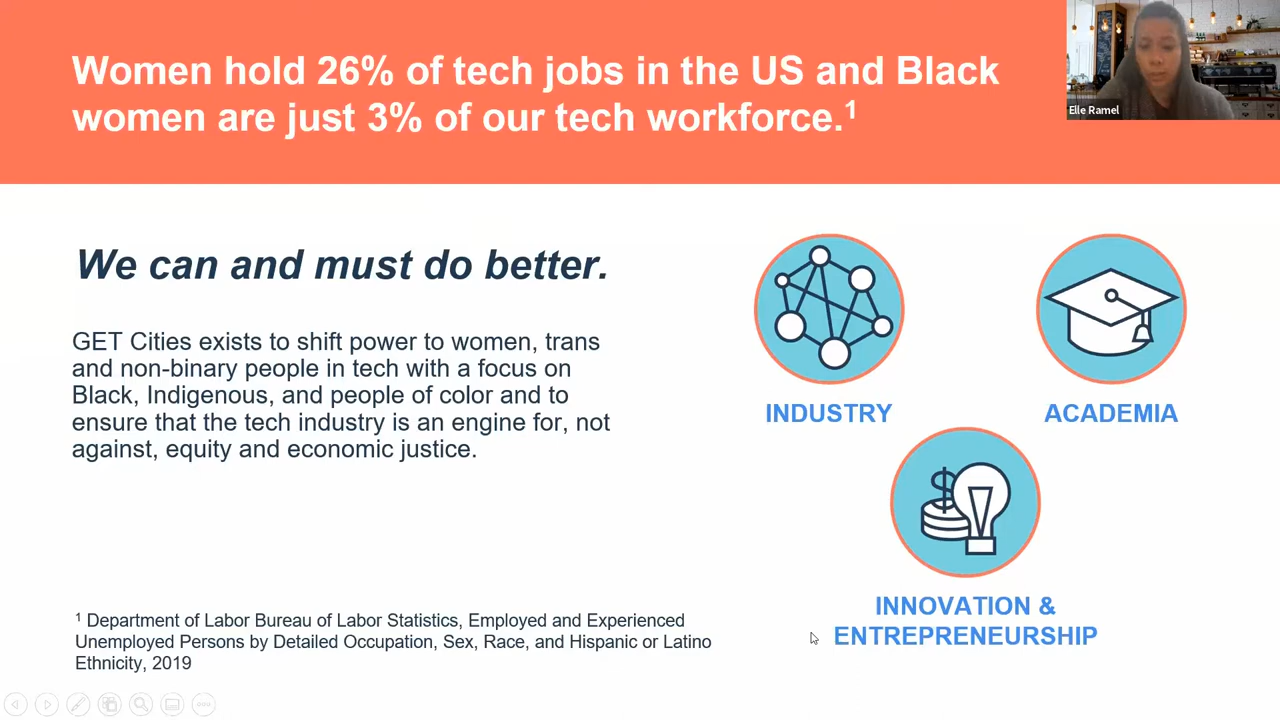 Women hold 26% of tech jobs in the US and Black
women are just 3% of our tech workforce.¹
Elle Ramel
We can and must do better.
GET Cities exists to shift power to women, trans
and non-binary people in tech with a focus on
Black, Indigenous, and people of color and to
ensure that the tech industry is an engine for, not
against, equity and economic justice.
INDUSTRY
ACADEMIA
INNOVATION &
ENTREPRENEURSHIP
¹ Department of Labor Bureau of Labor Statistics, Employed and Experienced
Unemployed Persons by Detailed Occupation, Sex, Race, and Hispanic or Latino
Ethnicity, 2019